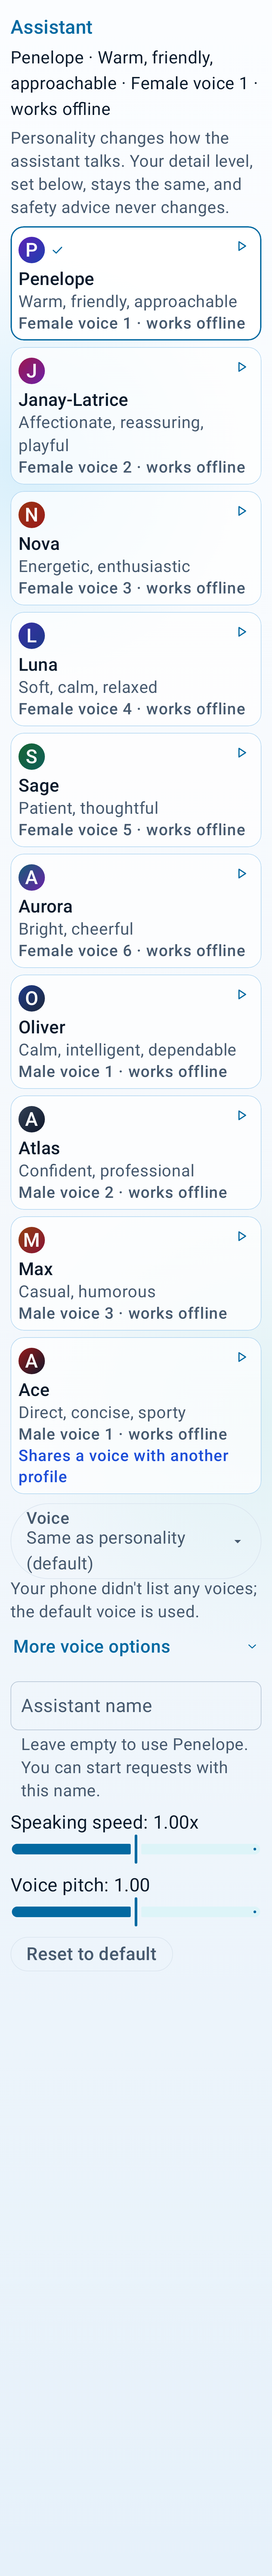 Assistant
Penelope · Warm, friendly,
approachable · Female voice 1 ·
works offline
Personality changes how the
assistant talks. Your detail level,
set below, stays the same, and
safety advice never changes.
P
Penelope
Warm, friendly, approachable
Female voice 1 · works offline
J
Janay-Latrice
Affectionate, reassuring,
playful
Female voice 2 · works offline
N
Nova
Energetic, enthusiastic
Female voice 3 · works offline
L
Luna
Soft, calm, relaxed
Female voice 4 · works offline
S
Sage
Patient, thoughtful
Female voice 5 · works offline
A
Aurora
Bright, cheerful
Female voice 6 · works offline
O
Oliver
Calm, intelligent, dependable
Male voice 1 · works offline
A
Atlas
Confident, professional
Male voice 2 · works offline
M
Max
Casual, humorous
Male voice 3 · works offline
A
Ace
Direct, concise, sporty
Male voice 1 · works offline
Shares a voice with another
profile
Voice
Same as personality
(default)
Your phone didn't list any voices;
the default voice is used.
More voice options
Assistant name
Leave empty to use Penelope.
You can start requests with
this name.
Speaking speed: 1.00x
Voice pitch: 1.00
Reset to default